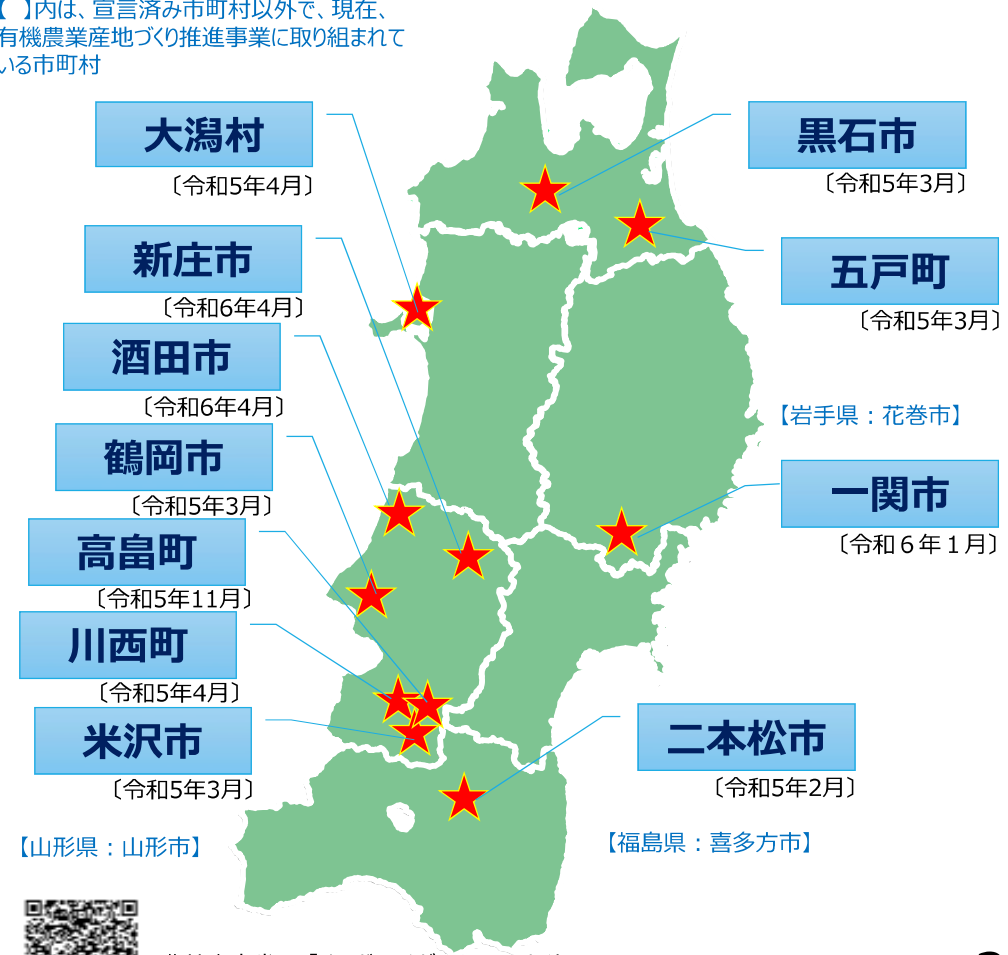 【 】内は、宣言済み市町村以外で、現在、
有機農業産地づくり推進事業に取り組まれて
いる市町村
大潟村
〔令和5年4月〕
黒石市
〔令和5年3月〕
新庄市
〔令和6年4月〕
五戸町
〔令和5年3月〕
酒田市
〔令和6年4月〕
【岩手県：花巻市】
鶴岡市
〔令和5年3月〕
一関市
〔令和６年１月〕
高畠町
〔令和5年11月〕
川西町
〔令和5年4月〕
米沢市
〔令和5年3月〕
二本松市
〔令和5年2月〕
【山形県：山形市】
【福島県：喜多方市】